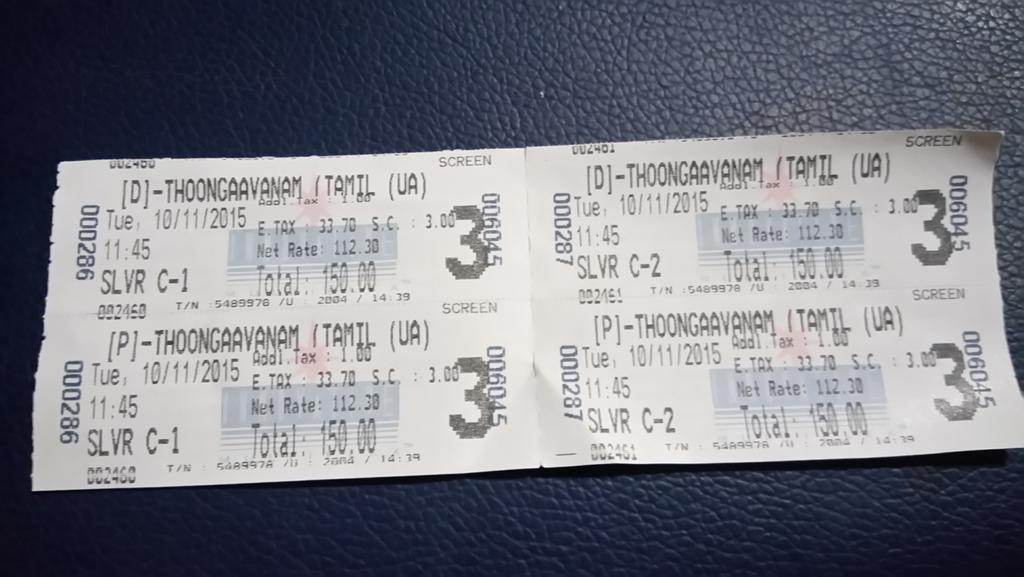 002460
SCREEN
[D]-THOONGAAVANAM (TAMIL (UA)
Addl.Tax : 1.00
Tue, 10/11/2015
E.TAX : 33.70 S.C. : 3.00
11:45
Net Rate: 112.30
3
SLVR C-1
Total: 150.00
000286
006045
T/N :5489978 /U : 2004 / 14:39
002460
SCREEN
[P]-THOONGAAVANAM (TAMIL (UA)
Addl.Tax : 1.00
Tue, 10/11/2015
E.TAX : 33.70 S.C. : 3.00
11:45
Net Rate: 112.30
3
SLVR C-1
Total: 150.00
000286
006045
T/N : 5489978 /U : 2004 / 14:39
002460
002461
SCREEN
[D]-THOONGAAVANAM (TAMIL (UA)
Addl.Tax : 1.00
Tue, 10/11/2015
E.TAX : 33.70 S.C. : 3.00
11:45
Net Rate: 112.30
3
SLVR C-2
Total: 150.00
000287
006045
T/N :5489978 /U : 2004 / 14:39
002461
SCREEN
[P]-THOONGAAVANAM (TAMIL (UA)
Addl.Tax : 1.00
Tue, 10/11/2015
E.TAX : 33.70 S.C. : 3.00
11:45
Net Rate: 112.30
3
SLVR C-2
Total: 150.00
000287
006045
T/N : 5489978 /U : 2004 / 14:39
002461